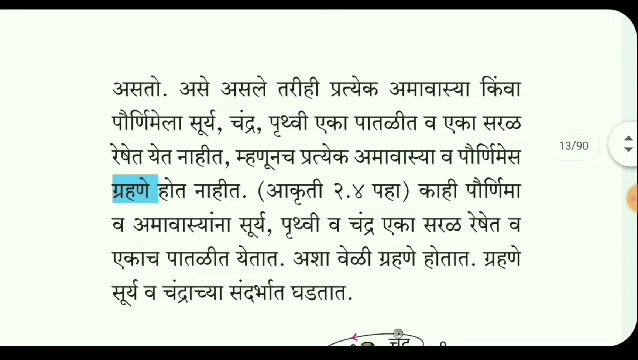 असतो. असे असले तरीही प्रत्येक अमावास्या किंवा
पौर्णिमेला सूर्य, चंद्र, पृथ्वी एका पातळीत व एका सरळ
रेषेत येत नाहीत, म्हणूनच प्रत्येक अमावास्या व पौर्णिमेस
ग्रहणे होत नाहीत. (आकृती २.४ पहा) काही पौर्णिमा
व अमावास्यांना सूर्य, पृथ्वी व चंद्र एका सरळ रेषेत व
एकाच पातळीत येतात. अशा वेळी ग्रहणे होतात. ग्रहणे
सूर्य व चंद्राच्या संदर्भात घडतात.
13/90
चंद्र